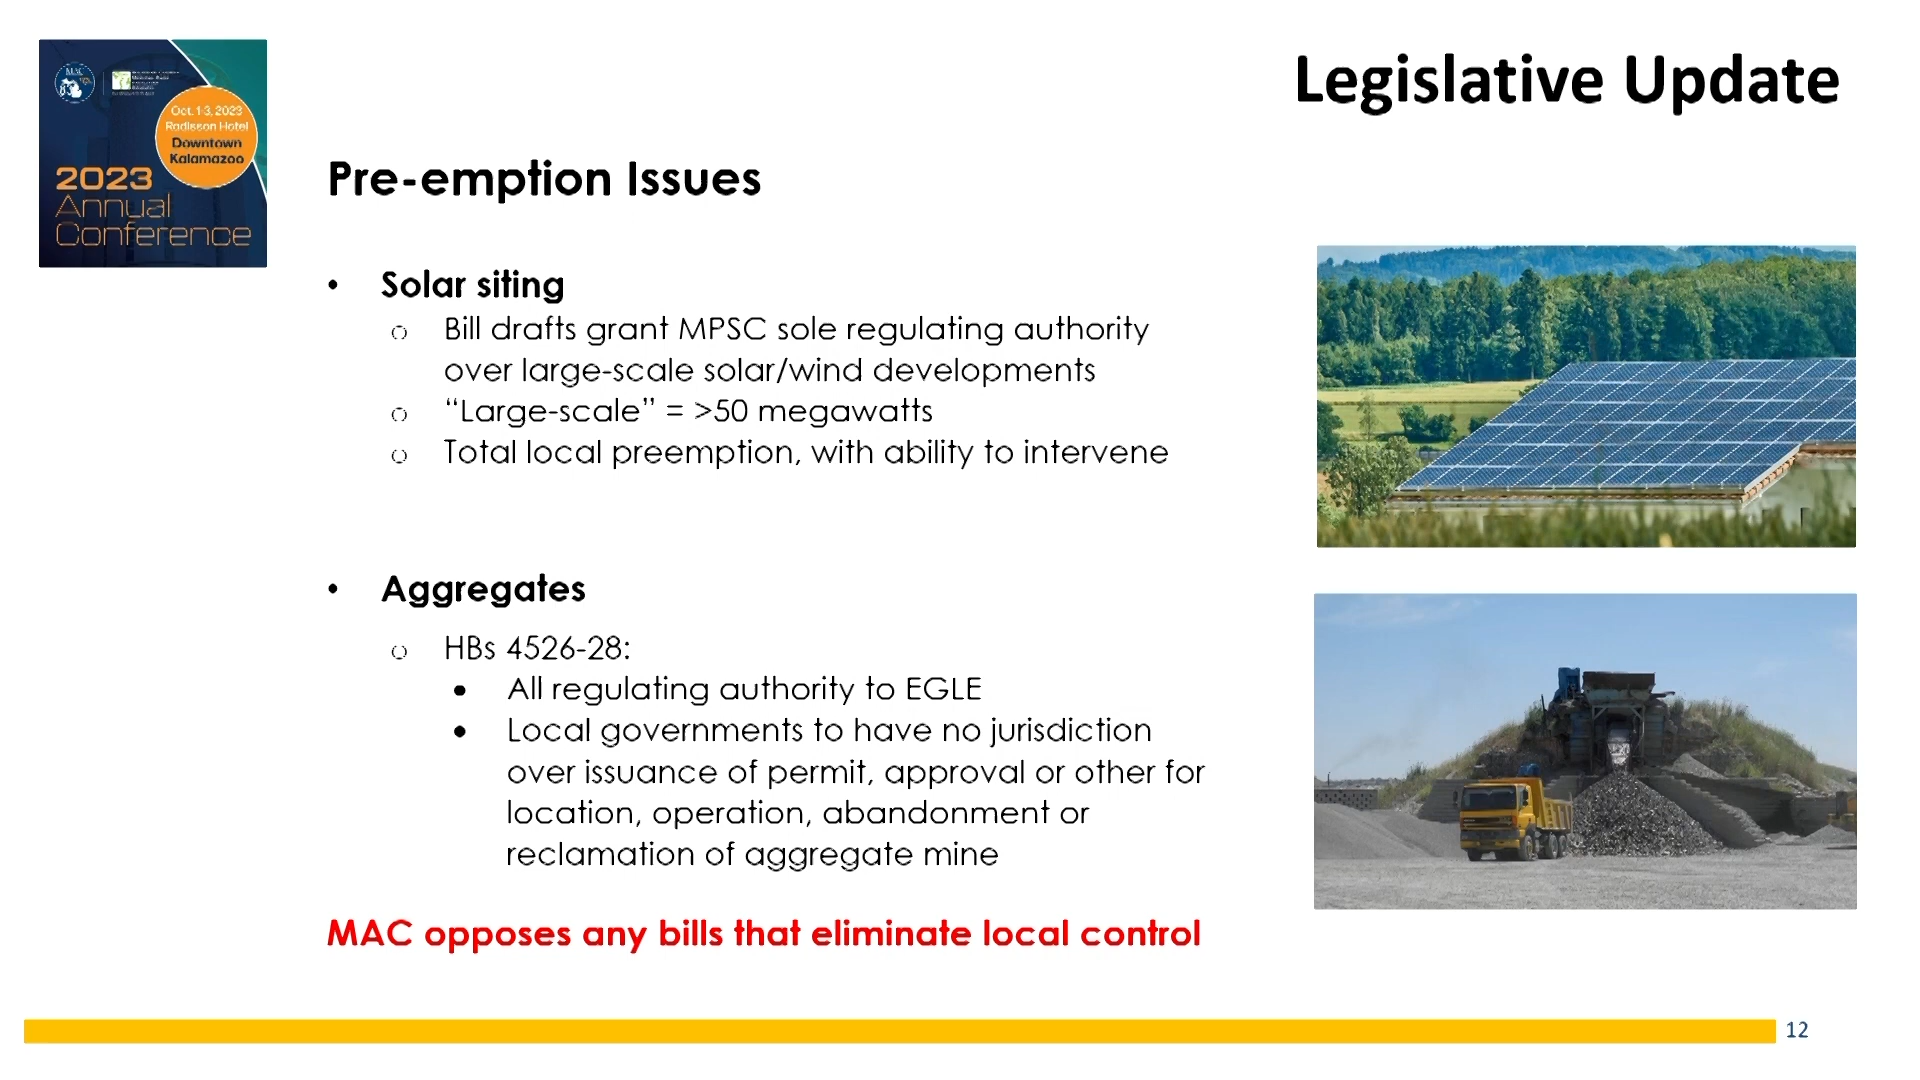 Legislative Update
MAC
Oct. 1-3, 2023
Radisson Hotel
Downtown
Kalamazoo
2023
Annual
Conference
Pre-emption Issues
• Solar siting
o Bill drafts grant MPSC sole regulating authority
over large-scale solar/wind developments
o “Large-scale” = >50 megawatts
o Total local preemption, with ability to intervene
• Aggregates
o HBs 4526-28:
• All regulating authority to EGLE
• Local governments to have no jurisdiction
over issuance of permit, approval or other for
location, operation, abandonment or
reclamation of aggregate mine
MAC opposes any bills that eliminate local control
12